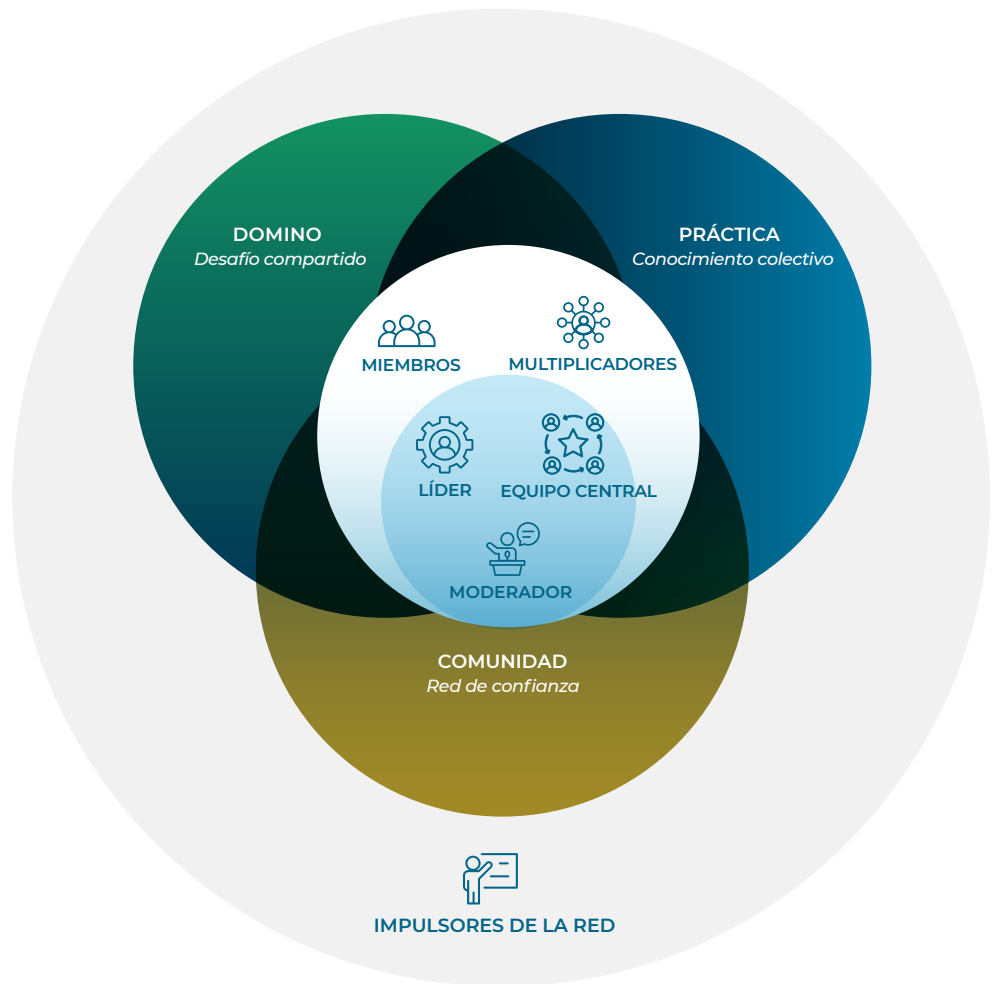 DOMINO
Desafío compartido
PRÁCTICA
Conocimiento colectivo
MIEMBROS
MULTIPLICADORES
LÍDER
EQUIPO CENTRAL
MODERADOR
COMUNIDAD
Red de confianza
IMPULSORES DE LA RED